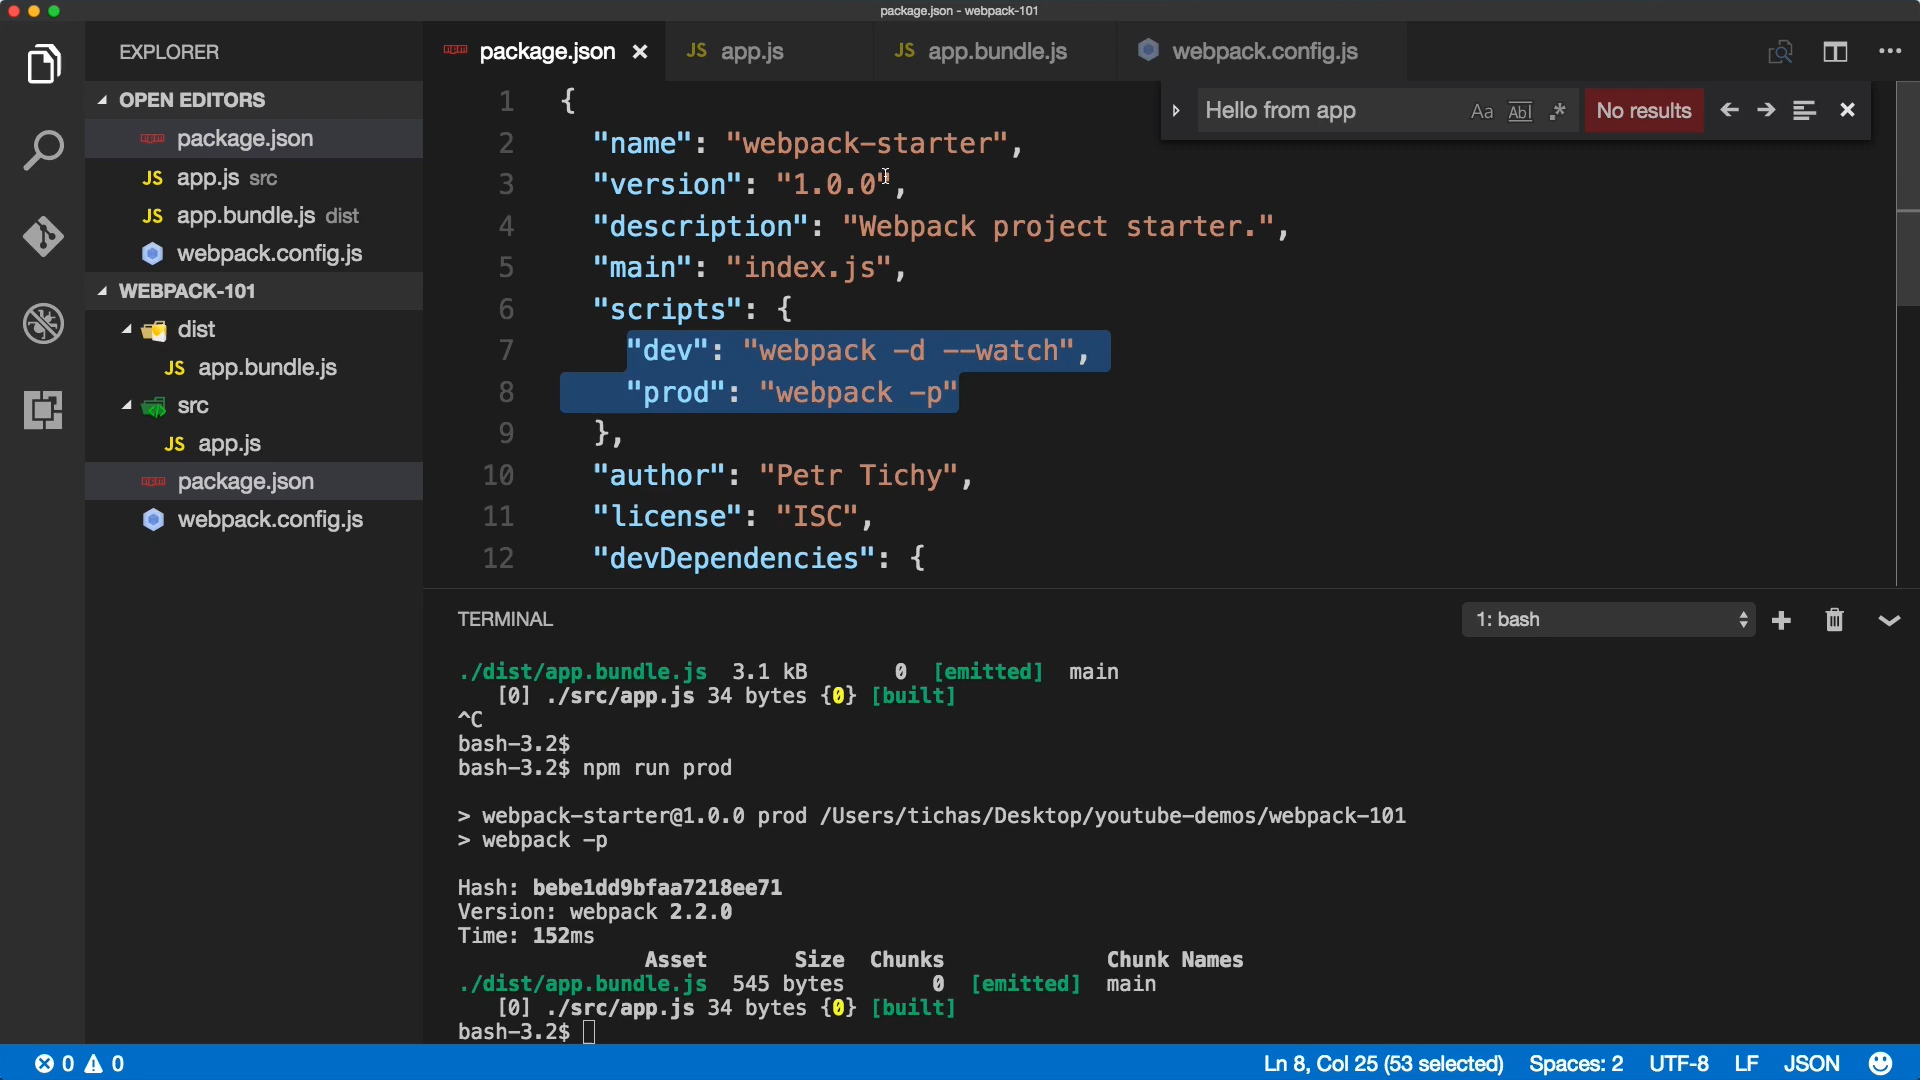 package.json - webpack-101
EXPLORER
OPEN EDITORS
package.json
JS app.js src
JS app.bundle.js dist
webpack.config.js
WEBPACK-101
dist
JS app.bundle.js
src
JS app.js
package.json
webpack.config.js
package.json
JS app.js
JS app.bundle.js
webpack.config.js
Hello from app Aa Abl .* No results
1 {
2 "name": "webpack-starter",
3 "version": "1.0.0",
4 "description": "Webpack project starter.",
5 "main": "index.js",
6 "scripts": {
7 "dev": "webpack -d --watch",
8 "prod": "webpack -p"
9 },
10 "author": "Petr Tichy",
11 "license": "ISC",
12 "devDependencies": {
TERMINAL
1: bash
./dist/app.bundle.js 3.1 kB 0 [emitted] main
[0] ./src/app.js 34 bytes {0} [built]
^C
bash-3.2$
bash-3.2$ npm run prod
> webpack-starter@1.0.0 prod /Users/tichas/Desktop/youtube-demos/webpack-101
> webpack -p
Hash: bebe1dd9bfaa7218ee71
Version: webpack 2.2.0
Time: 152ms
Asset Size Chunks Chunk Names
./dist/app.bundle.js 545 bytes 0 [emitted] main
[0] ./src/app.js 34 bytes {0} [built]
bash-3.2$
0 0
Ln 8, Col 25 (53 selected) Spaces: 2 UTF-8 LF JSON